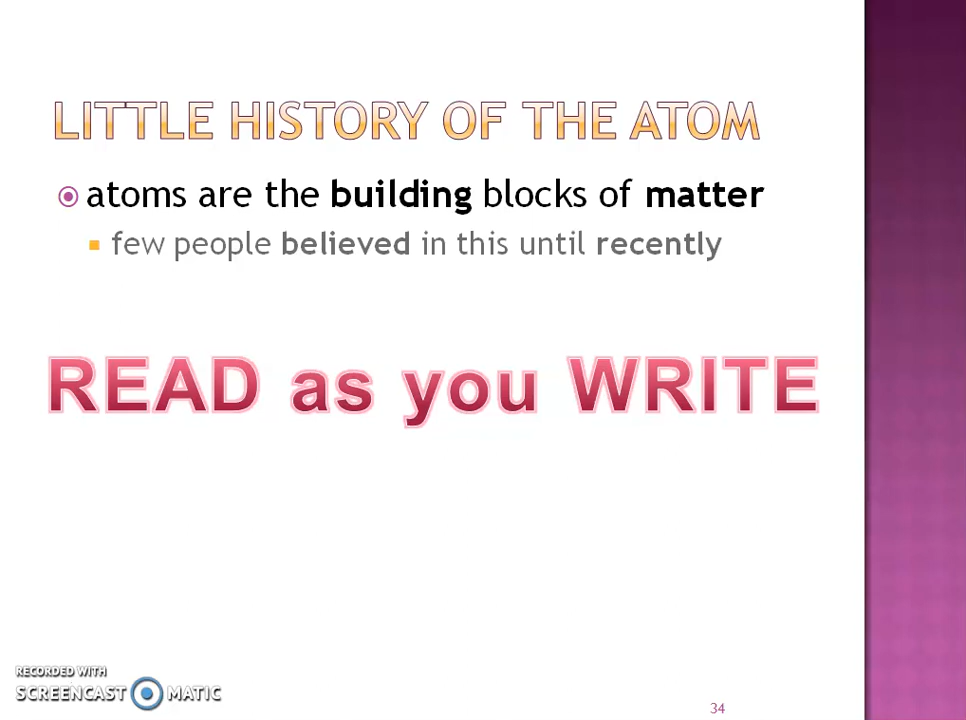 LITTLE HISTORY OF THE ATOM
atoms are the building blocks of matter
few people believed in this until recently
READ as you WRITE
RECORDED WITH
SCREENCAST MATIC
34